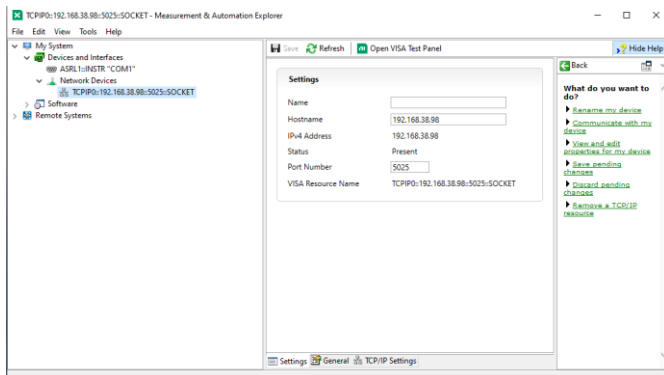 TCPIP0::192.168.38.98::5025::SOCKET - Measurement & Automation Explorer
File Edit View Tools Help
My System
Devices and Interfaces
ASRL1::INSTR "COM1"
Network Devices
TCPIP0::192.168.38.98::5025::SOCKET
Software
Remote Systems
Save Refresh Open VISA Test Panel Hide Help
Settings
Name
Hostname 192.168.38.98
IPv4 Address 192.168.38.98
Status Present
Port Number 5025
VISA Resource Name TCPIP0::192.168.38.98::5025::SOCKET
Settings General TCP/IP Settings
Back
What do you want to
do?
Rename my device
Communicate with my
device
View and edit
properties for my device
Save pending
changes
Discard pending
changes
Remove a TCP/IP
resource